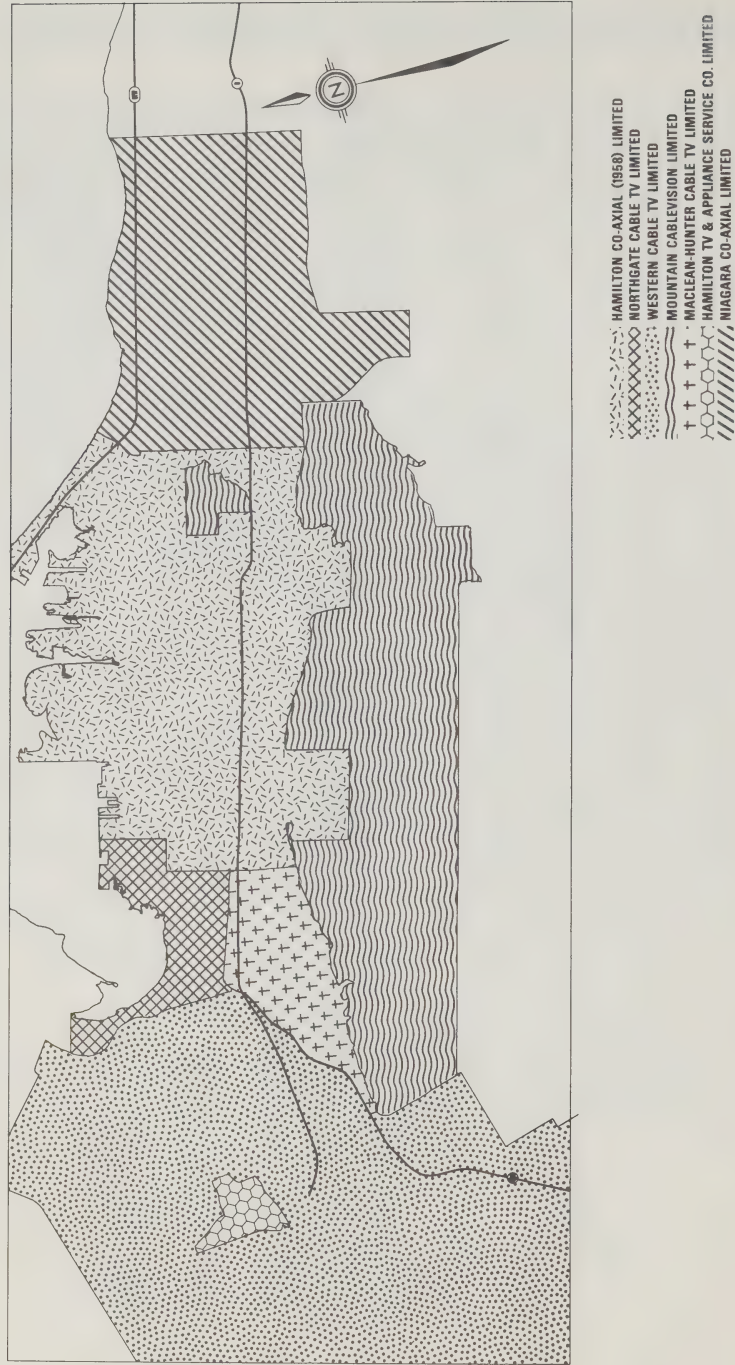 N
HAMILTON CO-AXIAL (1958) LIMITED
NORTHGATE CABLE TV LIMITED
WESTERN CABLE TV LIMITED
MOUNTAIN CABLEVISION LIMITED
MACLEAN-HUNTER CABLE TV LIMITED
HAMILTON TV & APPLIANCE SERVICE CO. LIMITED
NIAGARA CO-AXIAL LIMITED